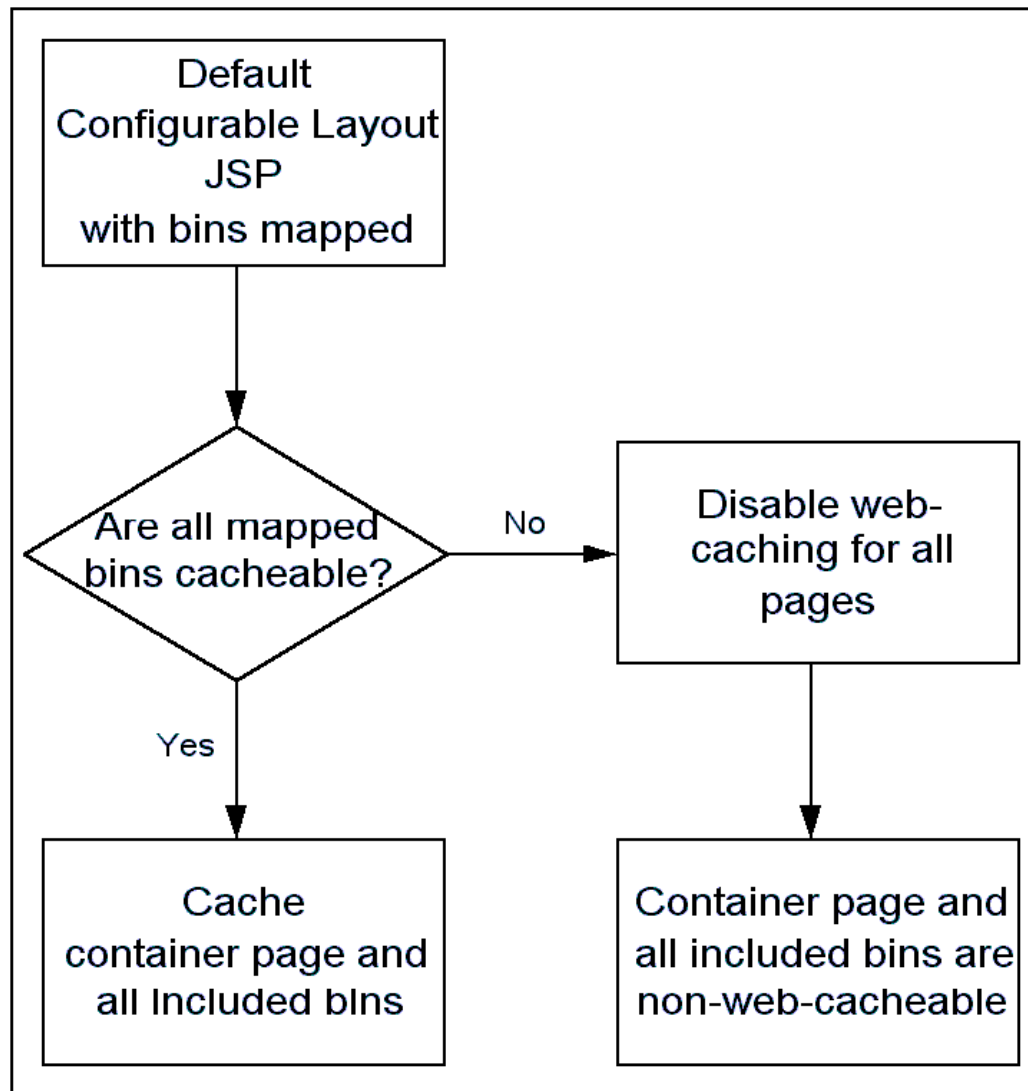 Default
Configurable Layout
JSP
with bins mapped
Are all mapped
bins cacheable?
No
Disable web-
caching for all
pages
Yes
Cache
container page and
all Included bIns
Container page and
all included bins are
non-web-cacheable